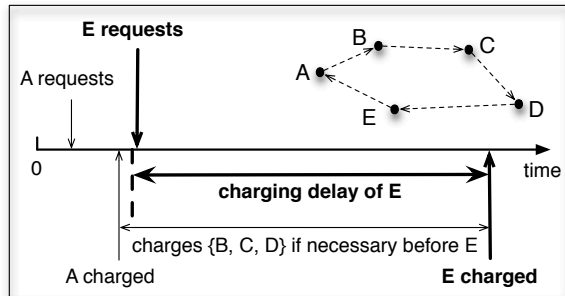 E requests
A requests
B
C
A
D
E
0
time
charging delay of E
charges {B, C, D} if necessary before E
A charged
E charged